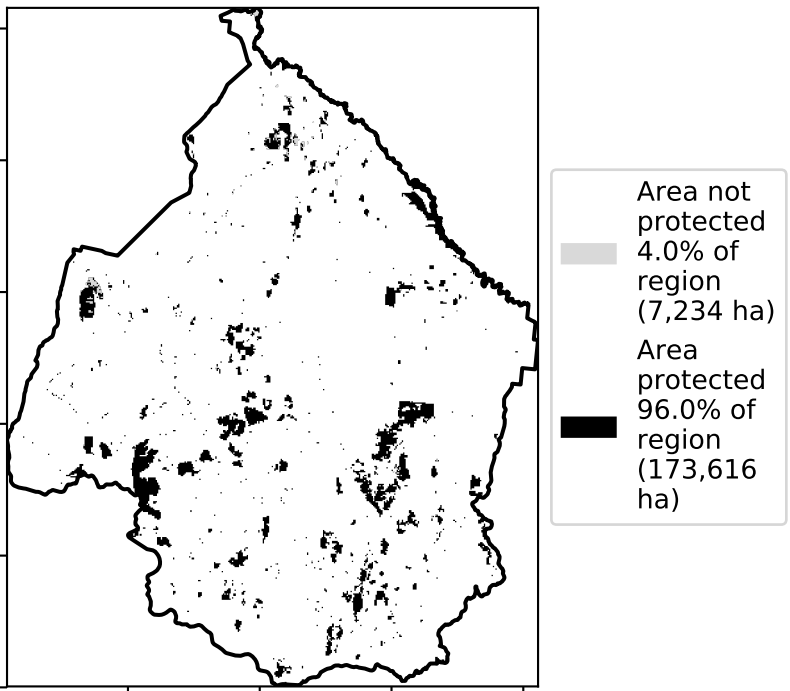 Area not
protected
4.0% of
region
(7,234 ha)
Area
protected
96.0% of
region
(173,616
ha)